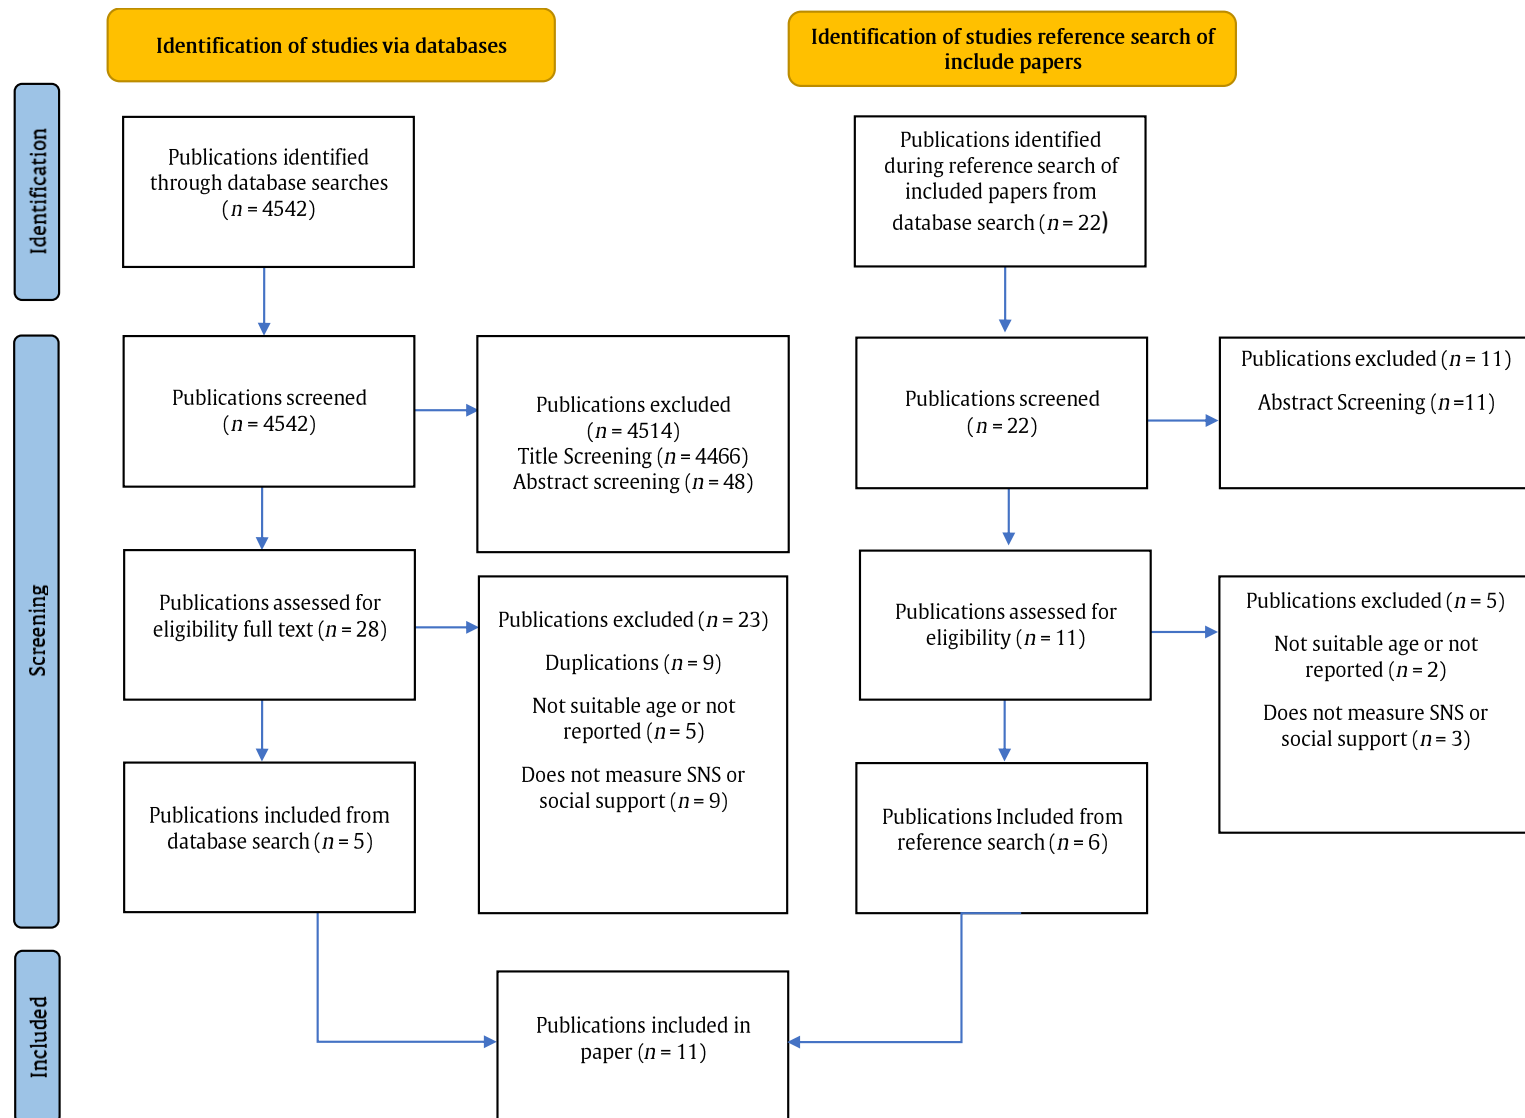 Identification of studies via databases
Identification of studies reference search of
include papers
Identification
Publications identified
through database searches
(n = 4542)
Publications identified
during reference search of
included papers from
database search (n = 22)
Screening
Publications screened
(n = 4542)
Publications excluded
(n = 4514)
Title Screening (n = 4466)
Abstract screening (n = 48)
Publications screened
(n = 22)
Publications excluded (n = 11)
Abstract Screening (n =11)
Publications assessed for
eligibility full text (n = 28)
Publications excluded (n = 23)
Duplications (n = 9)
Not suitable age or not
reported (n = 5)
Does not measure SNS or
social support (n = 9)
Publications assessed for
eligibility (n = 11)
Publications excluded (n = 5)
Not suitable age or not
reported (n = 2)
Does not measure SNS or
social support (n = 3)
Publications included from
database search (n = 5)
Publications Included from
reference search (n = 6)
Included
Publications included in
paper (n = 11)